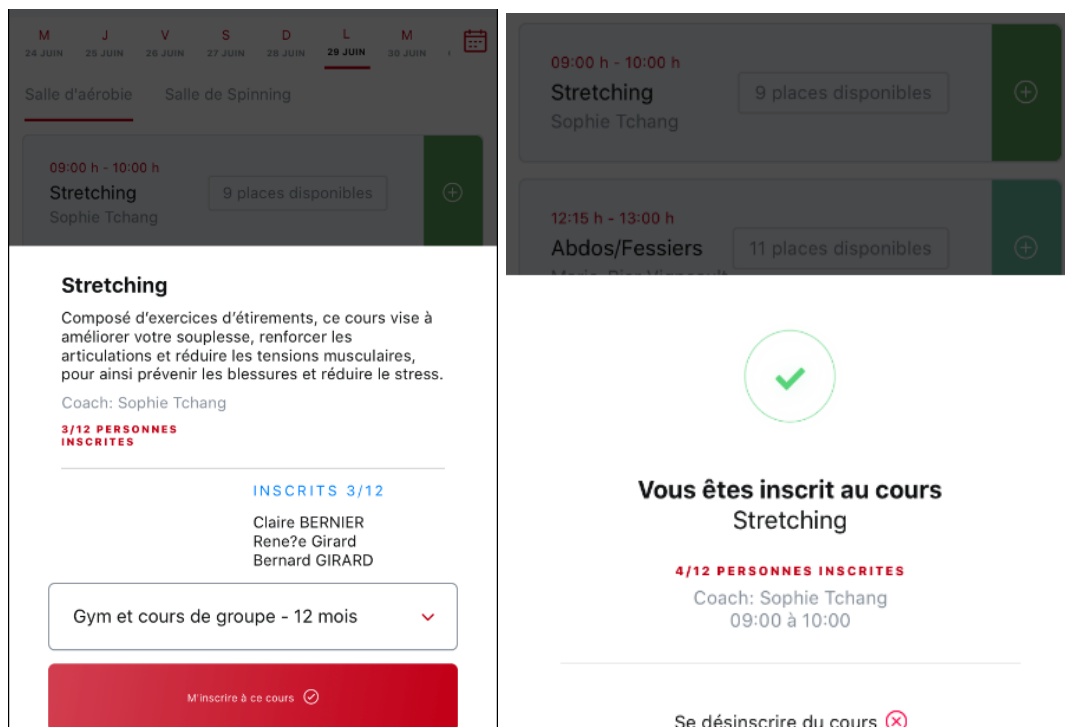 M J V S D L M
24 JUIN 25 JUIN 26 JUIN 27 JUIN 28 JUIN 29 JUIN 30 JUIN
Salle d'aérobie Salle de Spinning
09:00 h - 10:00 h
Stretching
9 places disponibles
Sophie Tchang
Stretching
Composé d'exercices d'étirements, ce cours vise à
améliorer votre souplesse, renforcer les
articulations et réduire les tensions musculaires,
pour ainsi prévenir les blessures et réduire le stress.
Coach: Sophie Tchang
3/12 PERSONNES
INSCRITES
INSCRITS 3/12
Claire BERNIER
Rene?e Girard
Bernard GIRARD
Gym et cours de groupe - 12 mois
M'inscrire à ce cours
09:00 h - 10:00 h
Stretching
9 places disponibles
Sophie Tchang
12:15 h - 13:00 h
Abdos/Fessiers
11 places disponibles
Vous êtes inscrit au cours
Stretching
4/12 PERSONNES INSCRITES
Coach: Sophie Tchang
09:00 à 10:00
Se désinscrire du cours